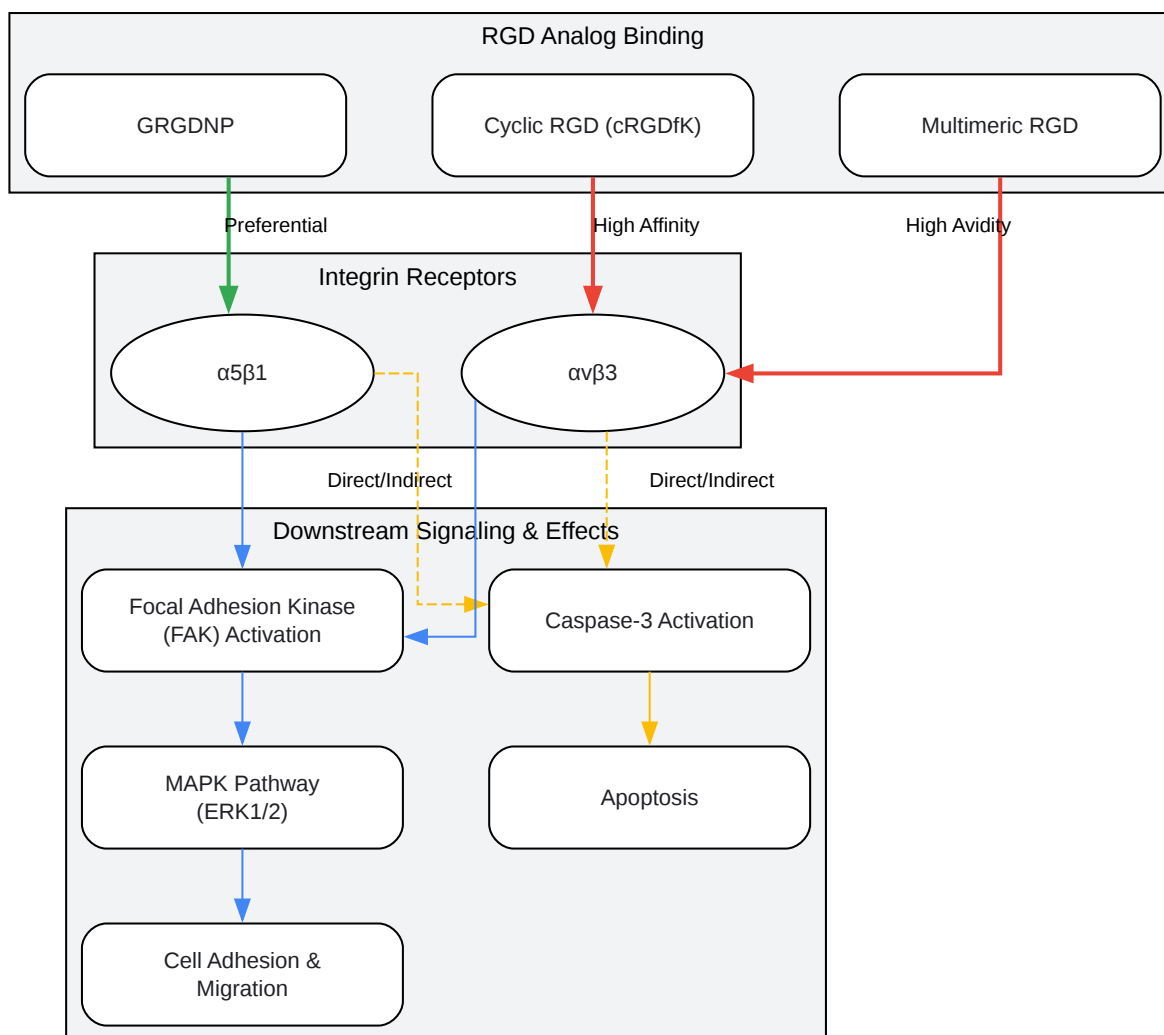 RGD Analog Binding
GRGDNP
Cyclic RGD (cRGDfK)
Multimeric RGD
Preferential
High Affinity
High Avidity
Integrin Receptors
α5β1
αvβ3
Direct/Indirect
Direct/Indirect
Downstream Signaling & Effects
Focal Adhesion Kinase
(FAK) Activation
Caspase-3 Activation
MAPK Pathway
(ERK1/2)
Apoptosis
Cell Adhesion &
Migration